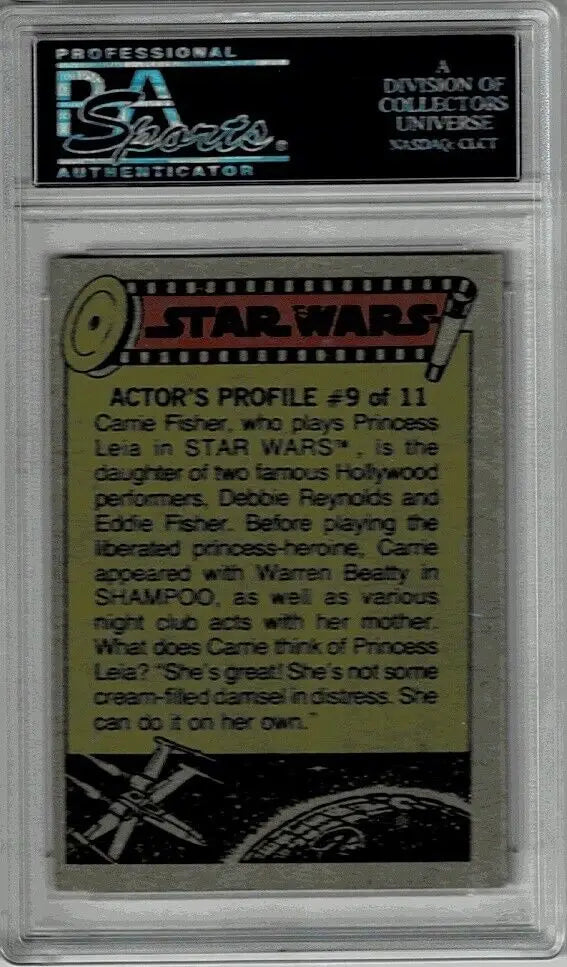 PROFESSIONAL
PSA
Sports®
AUTHENTICATOR
A
DIVISION OF
COLLECTORS
UNIVERSE
NASDAQ: CLCT
STAR WARS
ACTOR'S PROFILE #9 of 11
Carrie Fisher, who plays Princess
Leia in STAR WARS™, is the
daughter of two famous Hollywood
performers, Debbie Reynolds and
Eddie Fisher. Before playing the
liberated princess-heroine, Carrie
appeared with Warren Beatty in
SHAMPOO, as well as various
night club acts with her mother.
What does Carrie think of Princess
Leia? "She's great! She's not some
cream-filled damsel in distress. She
can do it on her own."